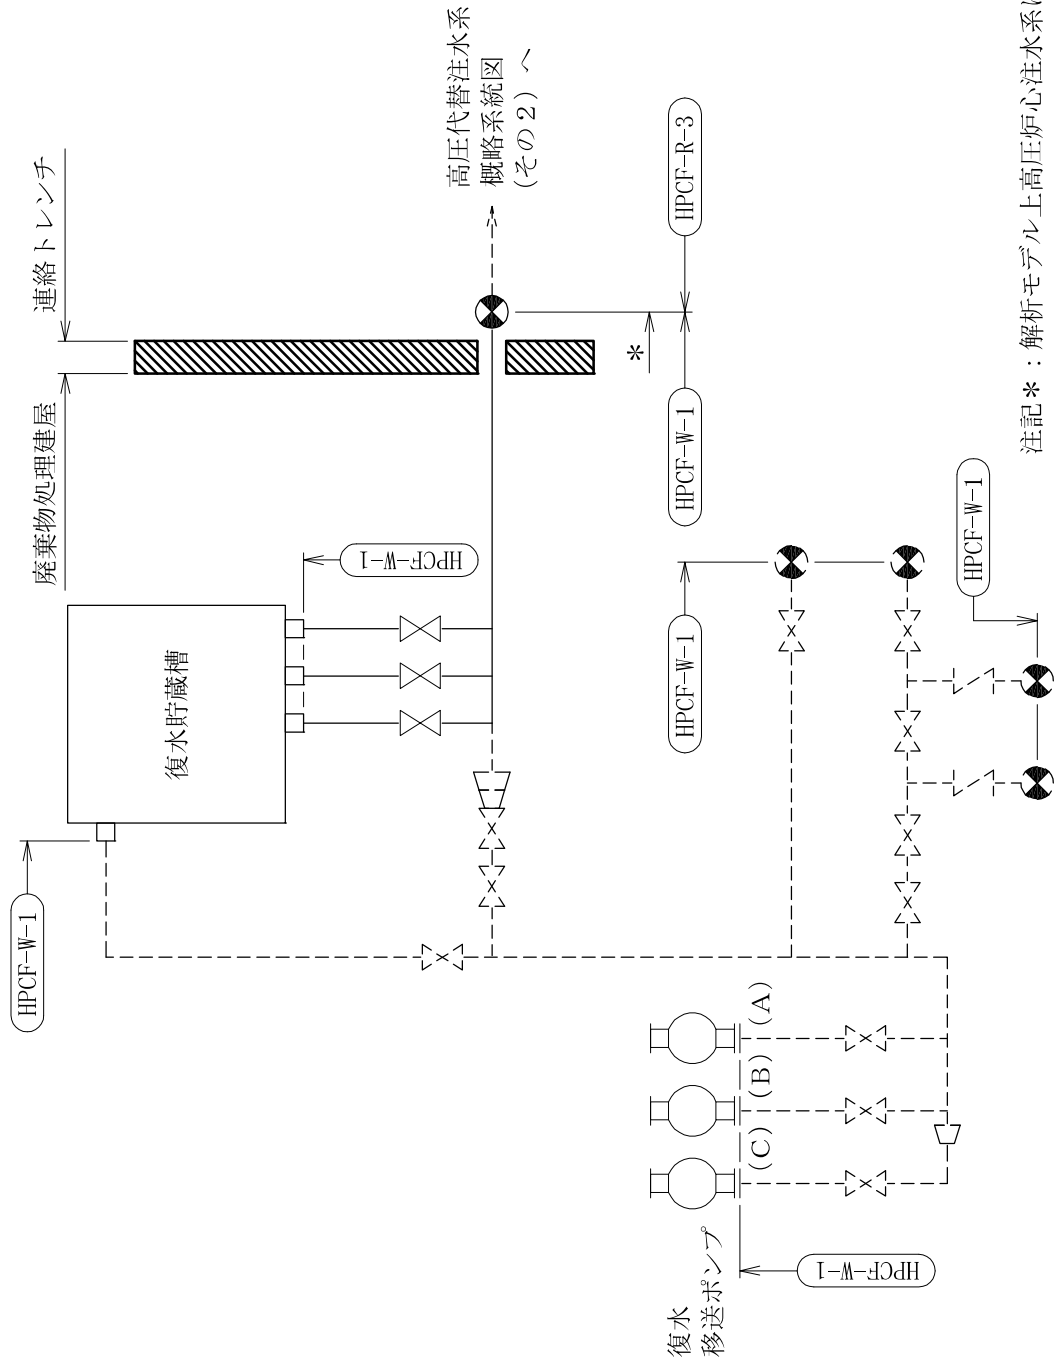 高圧代替注水系
概略系統図
(その２) へ
連絡トレンチ
廃棄物処理建屋
HPCF-R-3
*
HPCF-W-1
HPCF-W-1
復水貯蔵槽
HPCF-W-1
HPCF-W-1
HPCF-W-1
(A)
(B)
(C)
復水
移送ポンプ
HPCF-W-1
注記*：解析モデル上高圧炉心注水系